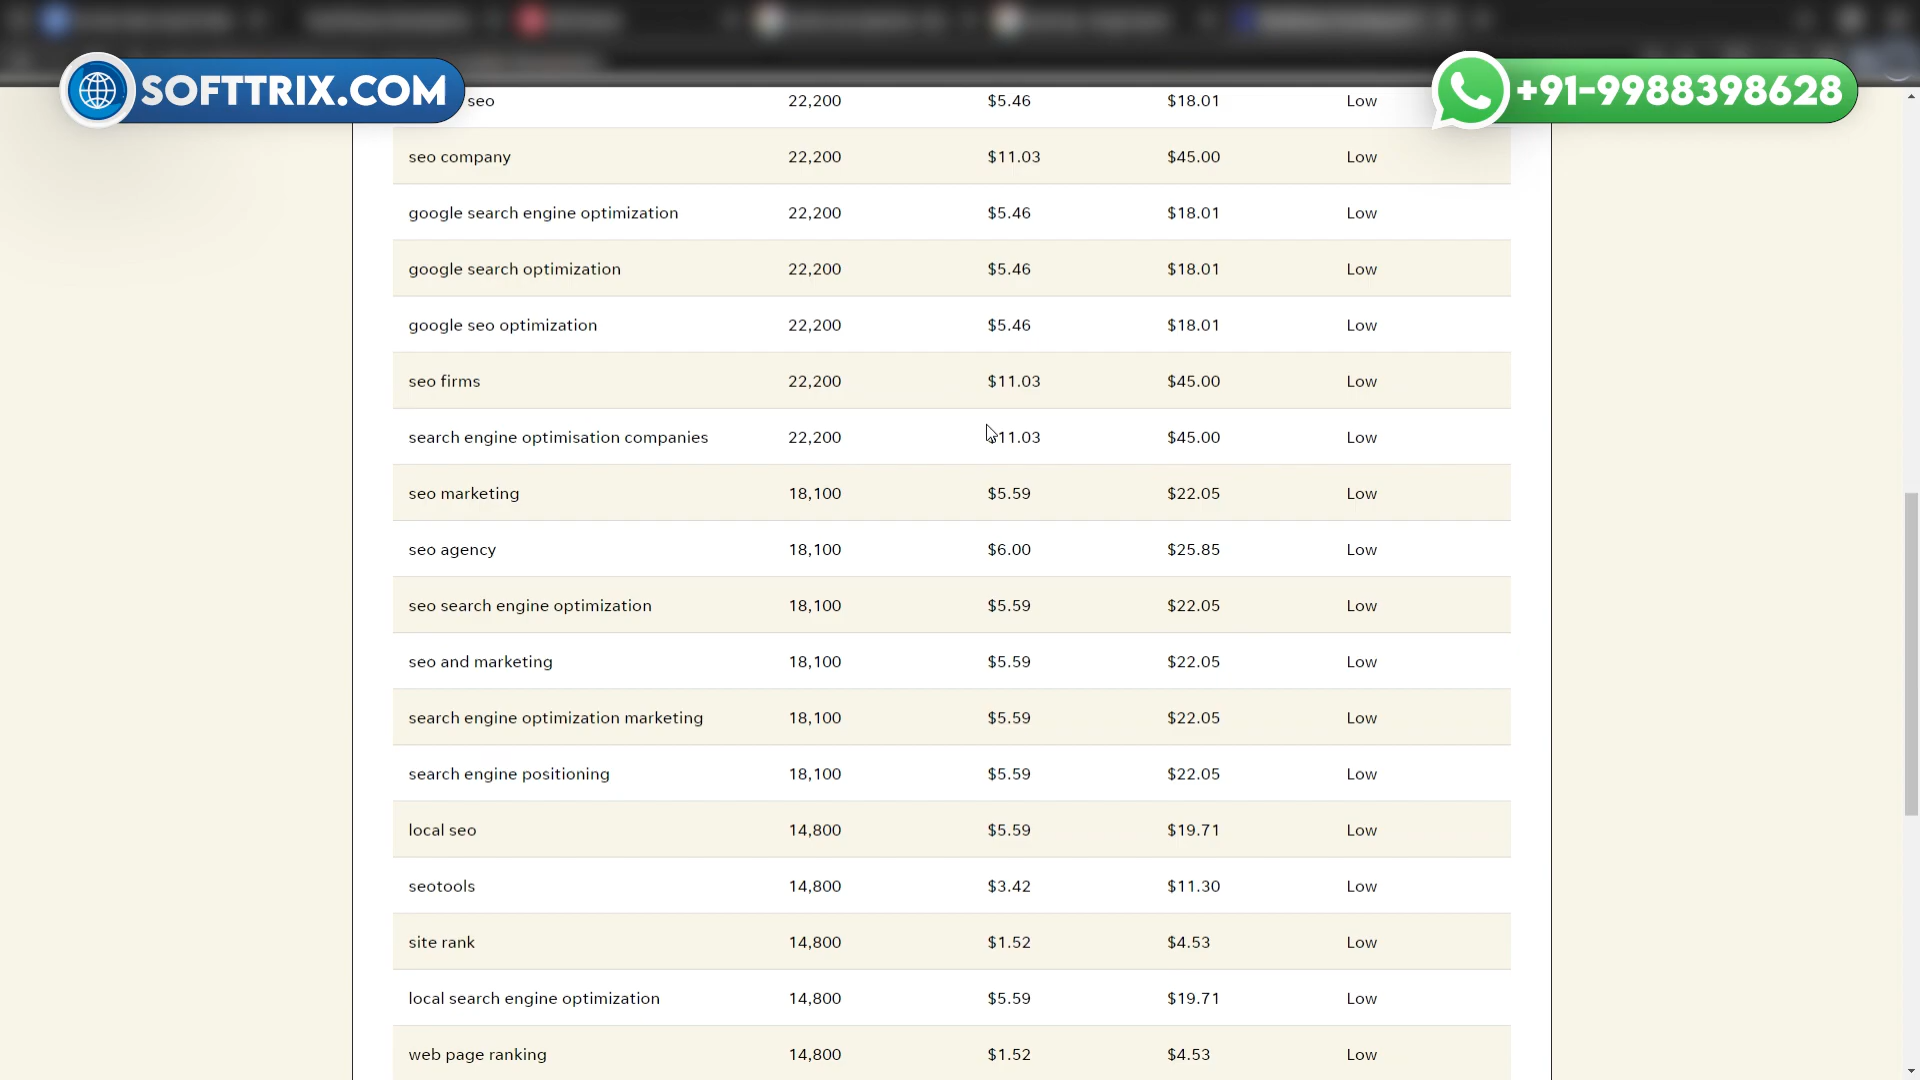 SOFTTRIX.COM
+91-9988398628
seo 22,200 $5.46 $18.01 Low
seo company 22,200 $11.03 $45.00 Low
google search engine optimization 22,200 $5.46 $18.01 Low
google search optimization 22,200 $5.46 $18.01 Low
google seo optimization 22,200 $5.46 $18.01 Low
seo firms 22,200 $11.03 $45.00 Low
search engine optimisation companies 22,200 $11.03 $45.00 Low
seo marketing 18,100 $5.59 $22.05 Low
seo agency 18,100 $6.00 $25.85 Low
seo search engine optimization 18,100 $5.59 $22.05 Low
seo and marketing 18,100 $5.59 $22.05 Low
search engine optimization marketing 18,100 $5.59 $22.05 Low
search engine positioning 18,100 $5.59 $22.05 Low
local seo 14,800 $5.59 $19.71 Low
seotools 14,800 $3.42 $11.30 Low
site rank 14,800 $1.52 $4.53 Low
local search engine optimization 14,800 $5.59 $19.71 Low
web page ranking 14,800 $1.52 $4.53 Low